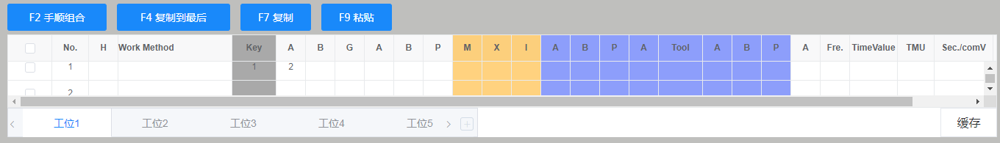 F2 手顺组合 F4 复制到最后 F7 复制 F9 粘贴
No. H Work Method Key A B G A B P M X I A B P A Tool A B P A Fre. TimeValue TMU Sec./comV
1 1 2
2
工位1 工位2 工位3 工位4 工位5 缓存